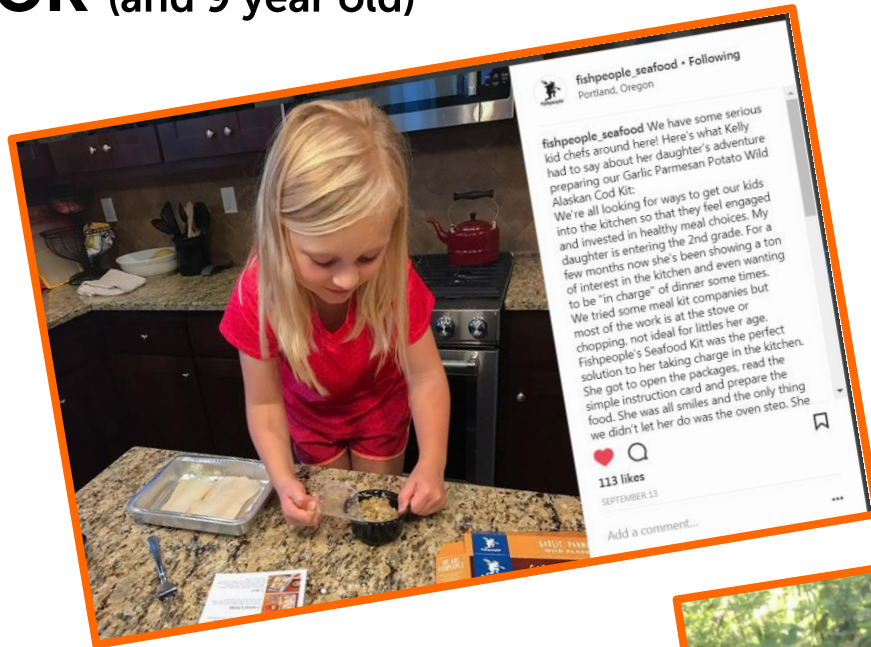 OR (and 9 year old)
fishpeople_seafood • Following
Portland, Oregon
fishpeople_seafood We have some serious
kid chefs around here! Here's what Kelly
had to say about her daughter's adventure
preparing our Garlic Parmesan Potato Wild
Alaskan Cod Kit:
We're all looking for ways to get our kids
into the kitchen so that they feel engaged
and invested in healthy meal choices. My
daughter is entering the 2nd grade. For a
few months now she's been showing a ton
of interest in the kitchen and even wanting
to be "in charge" of dinner some times.
We tried some meal kit companies but
most of the work is at the stove or
chopping, not ideal for littles her age.
Fishpeople's Seafood Kit was the perfect
solution to her taking charge in the kitchen.
She got to open the packages, read the
simple instruction card and prepare the
food. She was all smiles and the only thing
we didn't let her do was the oven step. She
113 likes
SEPTEMBER 13
Add a comment...
WE ARE
FISHPEOPLE
GARLIC PARM
WILD ALASK